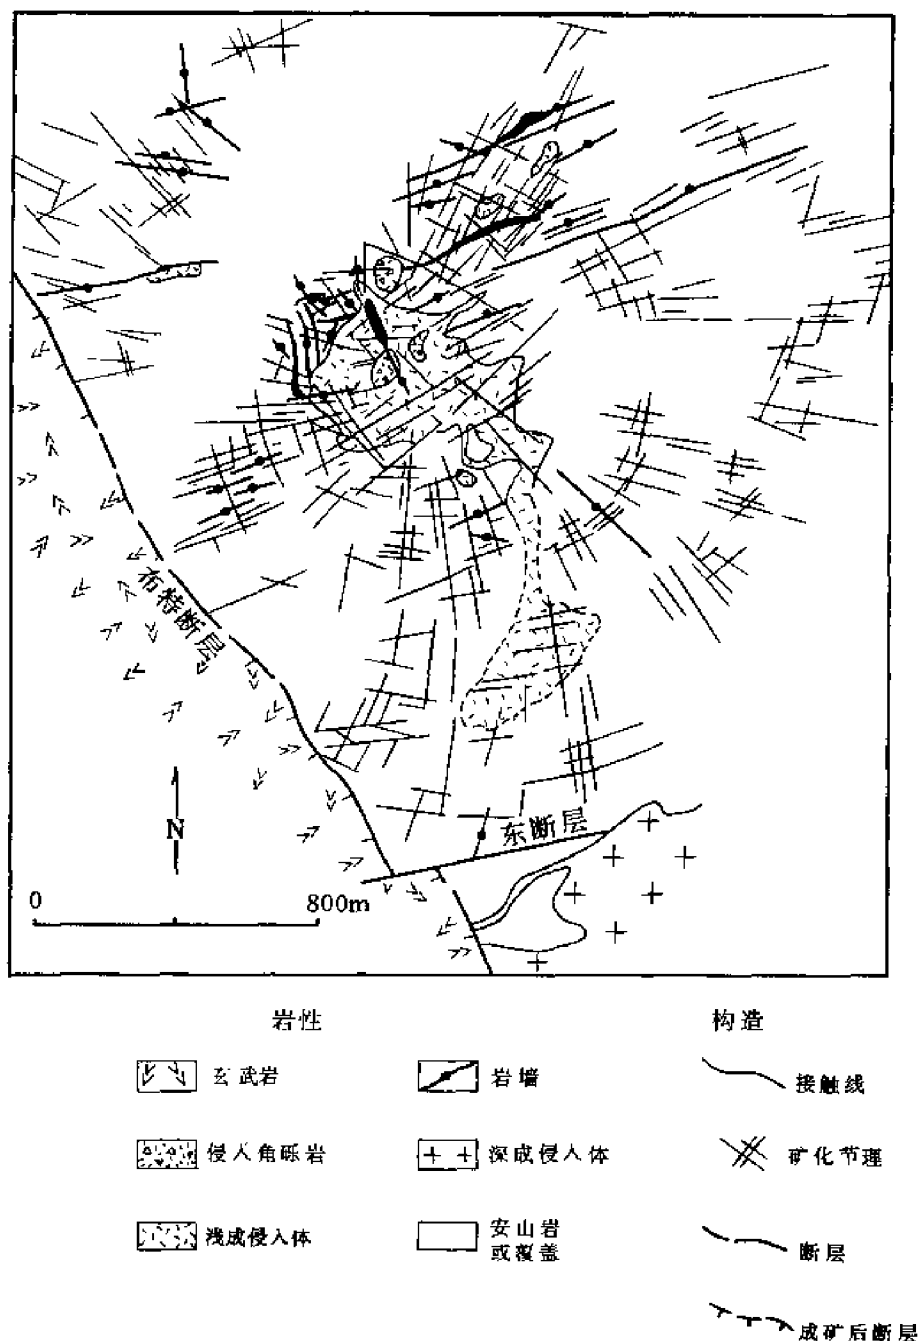 布特断层
N
东断层
0 800m
岩性 构造
玄武岩 岩墙 接触线
侵入角砾岩 深成侵入体 矿化节理
浅成侵入体 安山岩
或覆盖 断层
成矿后断层